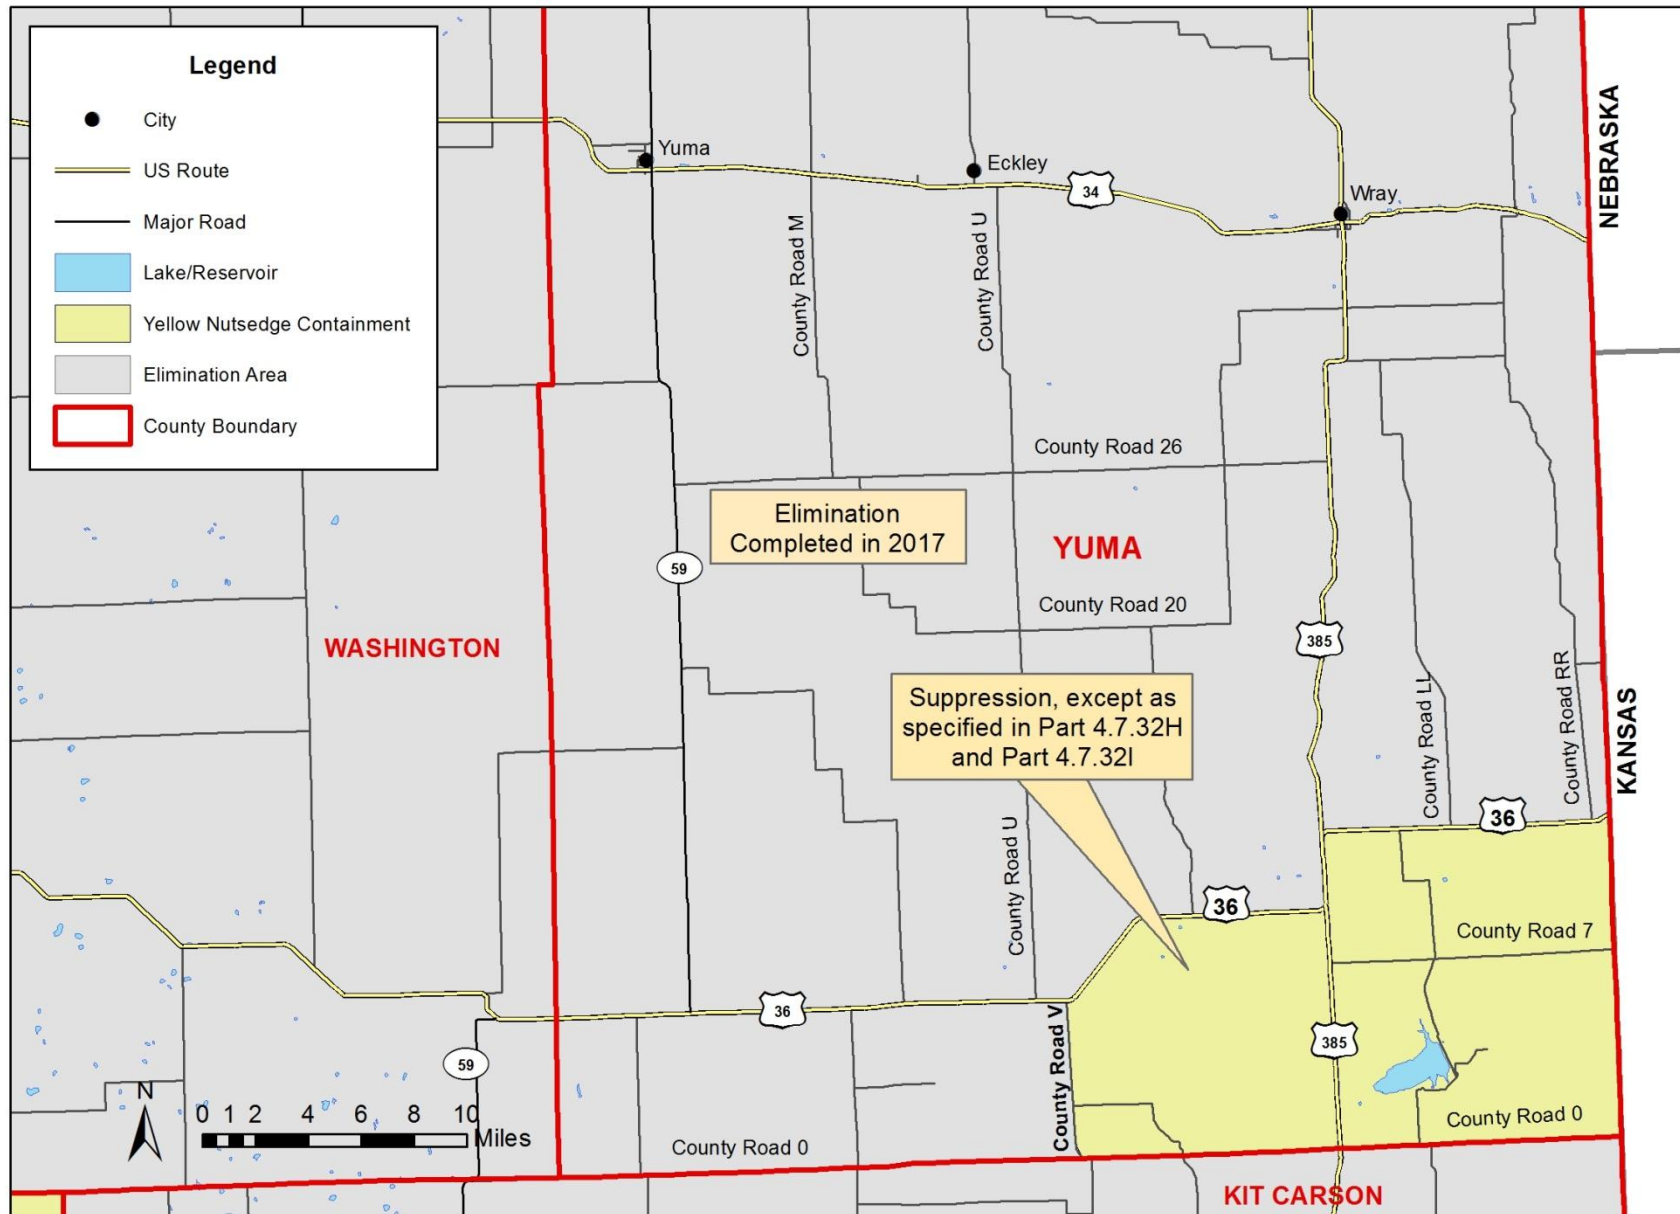 Legend
City
US Route
Major Road
Lake/Reservoir
Yellow Nutsedge Containment
Elimination Area
County Boundary
Yuma
Eckley
34
Wray
NEBRASKA
County Road M
County Road U
County Road 26
Elimination
Completed in 2017
YUMA
59
County Road 20
WASHINGTON
385
Suppression, except as
specified in Part 4.7.32H
and Part 4.7.32I
County Road LL
County Road RR
KANSAS
36
County Road U
36
County Road 7
36
County Road V
385
59
N
0 1 2 4 6 8 10
Miles
County Road 0
County Road 0
KIT CARSON